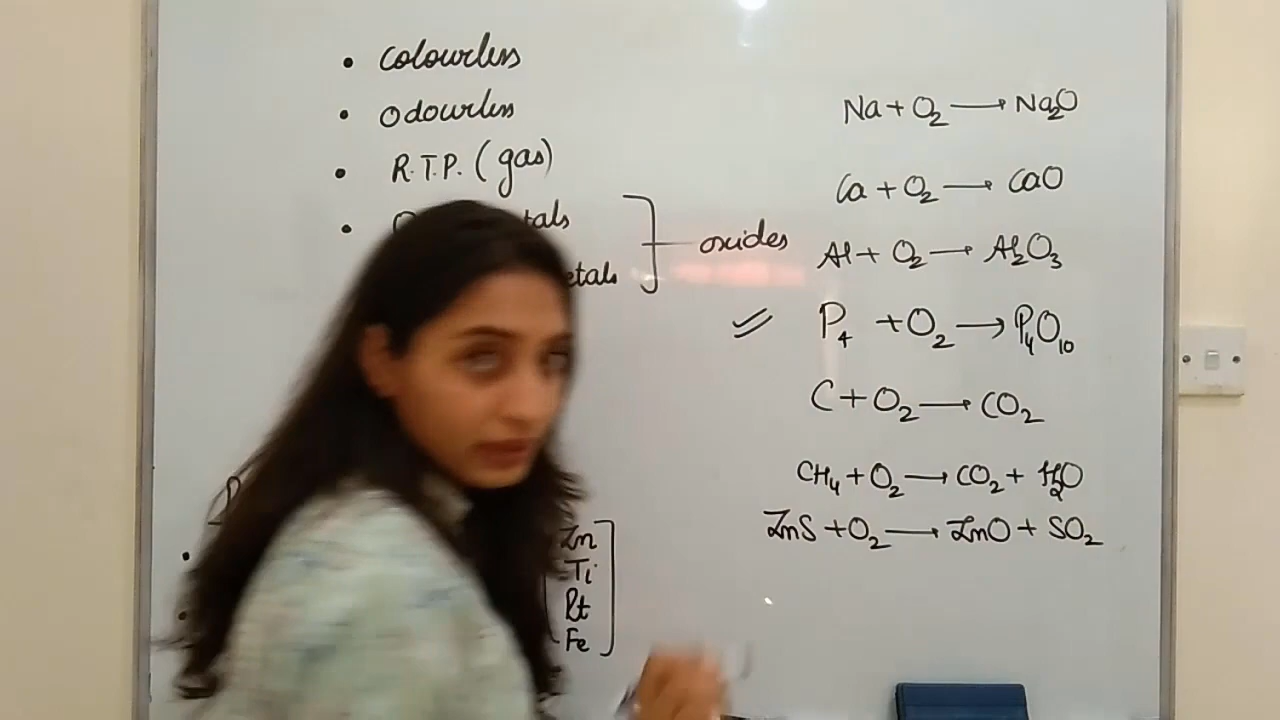 • Colourless
• Odourless
• R.T.P. (gas)
•
oxides
Na + O₂ ⟶ Na₂O
Ca + O₂ ⟶ CaO
Al + O₂ ⟶ Al₂O₃
P₄ + O₂ ⟶ P₄O₁₀
C + O₂ ⟶ CO₂
CH₄ + O₂ ⟶ CO₂ + H₂O
ZnS + O₂ ⟶ ZnO + SO₂
Zn
Ti
Pt
Fe